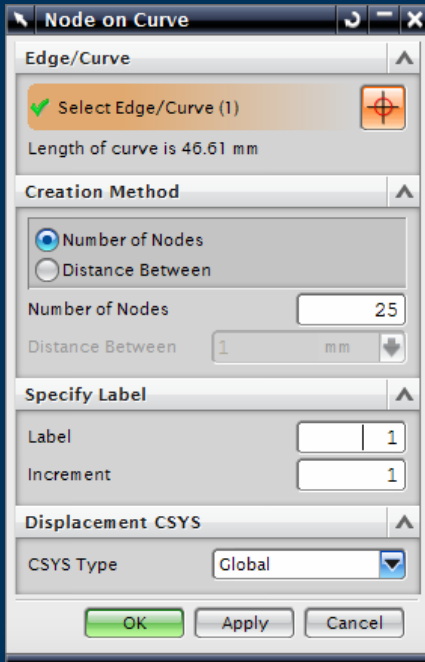 Node on Curve
Edge/Curve
Select Edge/Curve (1)
Length of curve is 46.61 mm
Creation Method
Number of Nodes
Distance Between
Number of Nodes 25
Distance Between 1 mm
Specify Label
Label 1
Increment 1
Displacement CSYS
CSYS Type Global
OK Apply Cancel